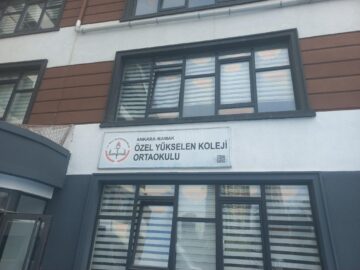 ANKARA-MAMAK
ÖZEL YÜKSELEN KOLEJİ
ORTAOKULU